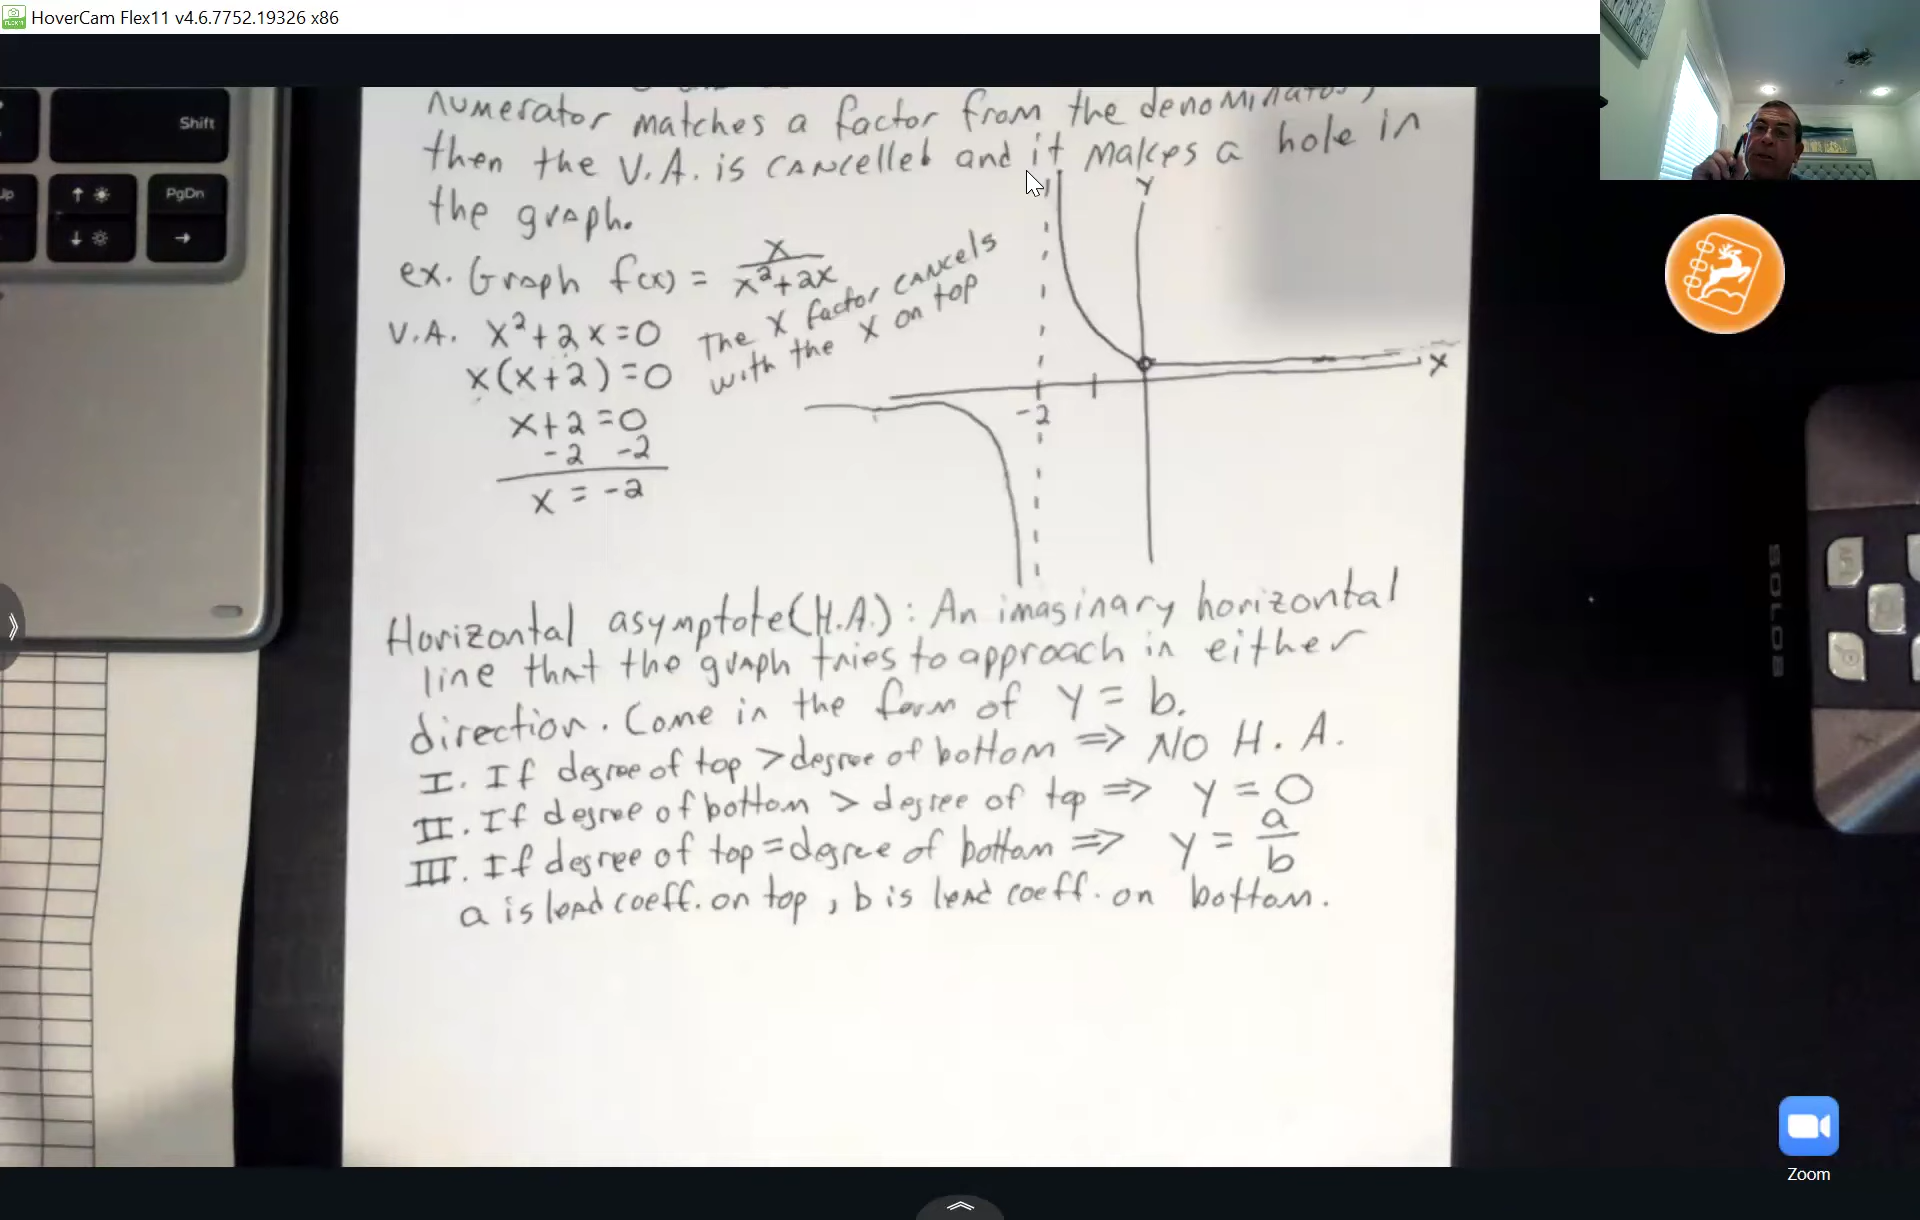 HoverCam Flex11 v4.6.7752.19326 x86
Shift
PgDn
numerator matches a factor from the denominator,
then the V.A. is cancelled and it makes a hole in
the graph.
ex. Graph f(x) = x / x²+2x
The x factor cancels
with the x on top
V.A. x²+2x=0
x(x+2)=0
x+2=0
-2 -2
x = -2
Y
X
-2
Horizontal asymptote (H.A.): An imaginary horizontal
line that the graph tries to approach in either
direction. Come in the form of y = b.
I. If degree of top > degree of bottom ⇒ NO H.A.
II. If degree of bottom > degree of top ⇒ y = 0
III. If degree of top = degree of bottom ⇒ y = a/b
a is lead coeff. on top, b is lead coeff. on bottom.
Zoom